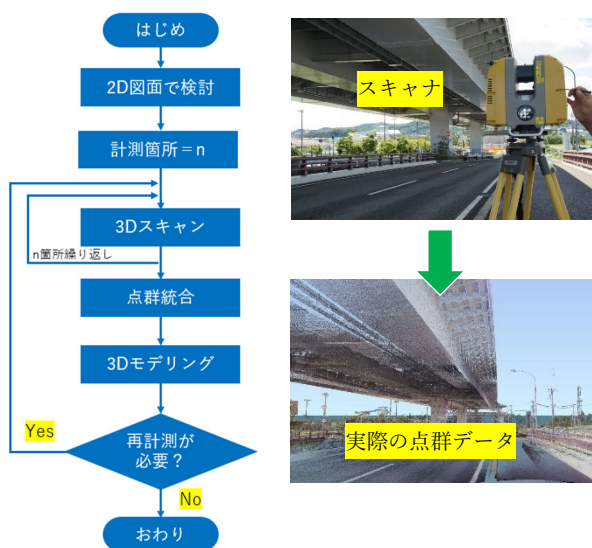 はじめ
2D図面で検討
計測箇所＝n
3Dスキャン
n箇所繰り返し
点群統合
3Dモデリング
再計測が
必要？
Yes
No
おわり
スキャナ
実際の点群データ